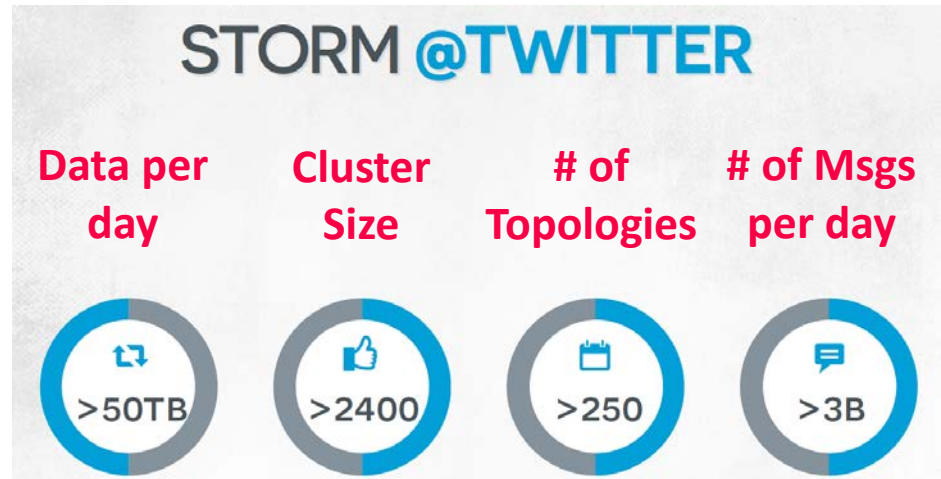 STORM @TWITTER
Data per day
Cluster Size
# of Topologies
# of Msgs per day
>50TB
>2400
>250
>3B